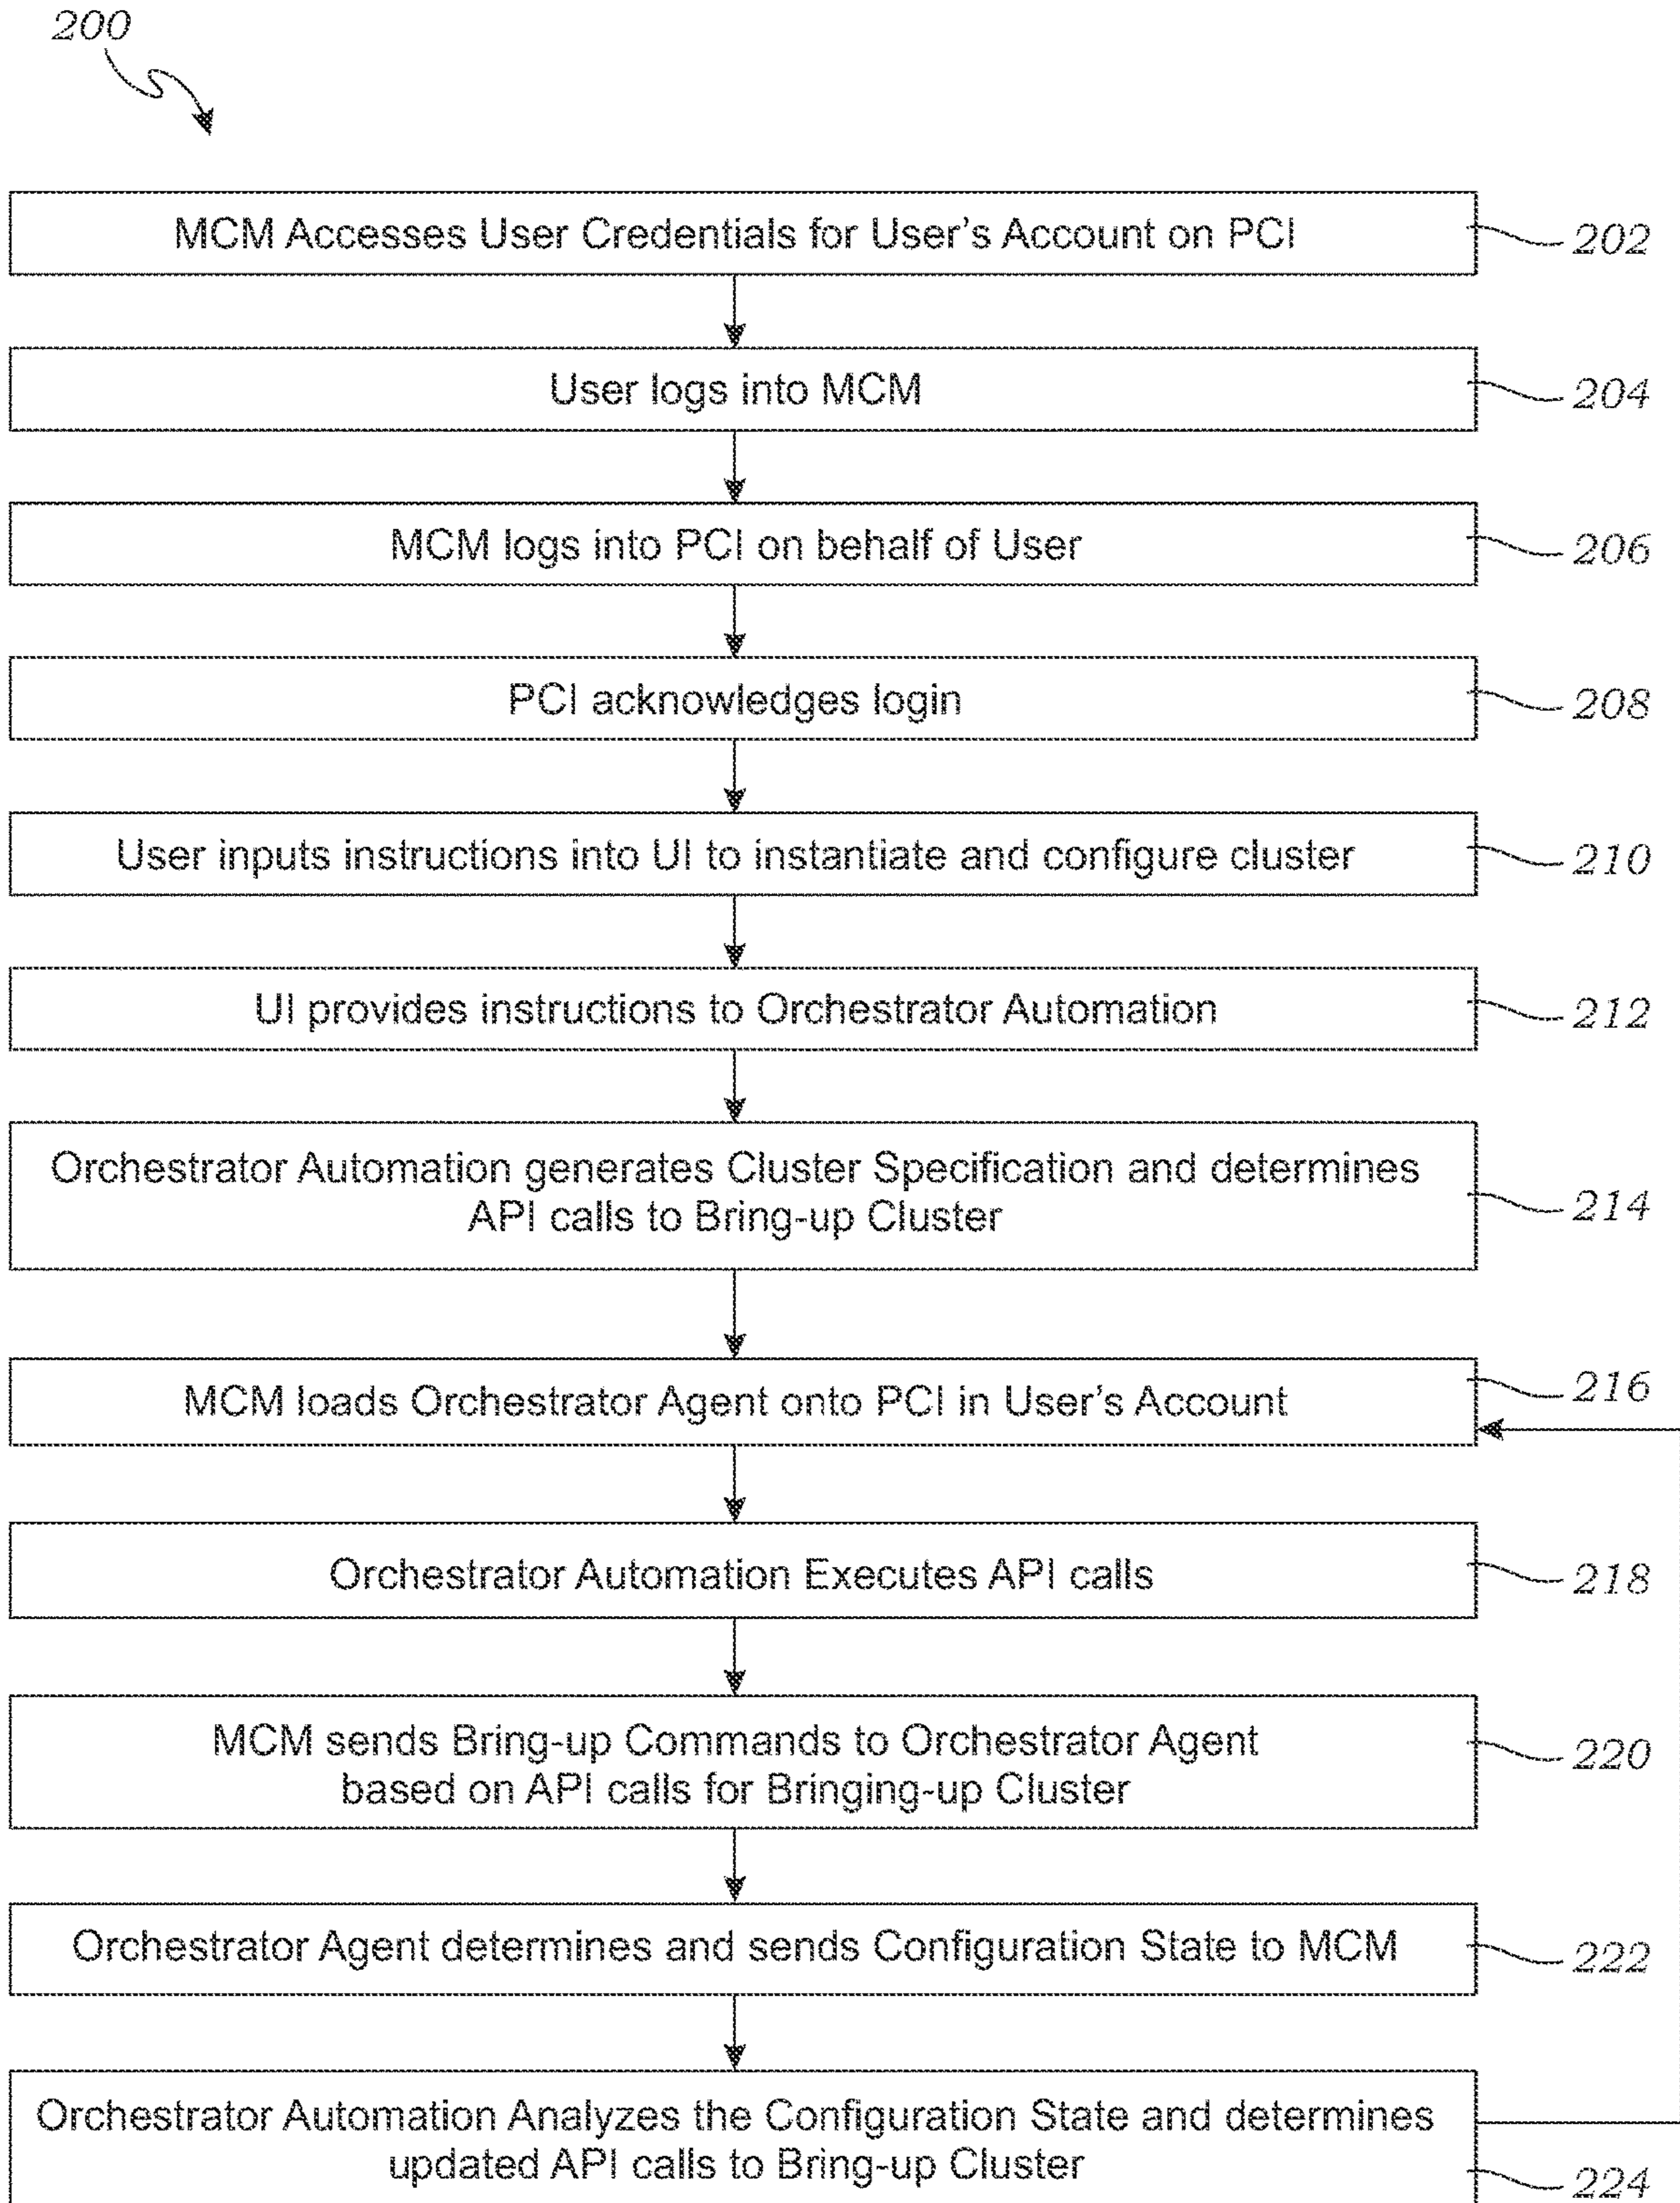 200
MCM Accesses User Credentials for User's Account on PCI
202
User logs into MCM
204
MCM logs into PCI on behalf of User
206
PCI acknowledges login
208
User inputs instructions into UI to instantiate and configure cluster
210
UI provides instructions to Orchestrator Automation
212
Orchestrator Automation generates Cluster Specification and determines
API calls to Bring-up Cluster
214
MCM loads Orchestrator Agent onto PCI in User's Account
216
Orchestrator Automation Executes API calls
218
MCM sends Bring-up Commands to Orchestrator Agent
based on API calls for Bringing-up Cluster
220
Orchestrator Agent determines and sends Configuration State to MCM
222
Orchestrator Automation Analyzes the Configuration State and determines
updated API calls to Bring-up Cluster
224